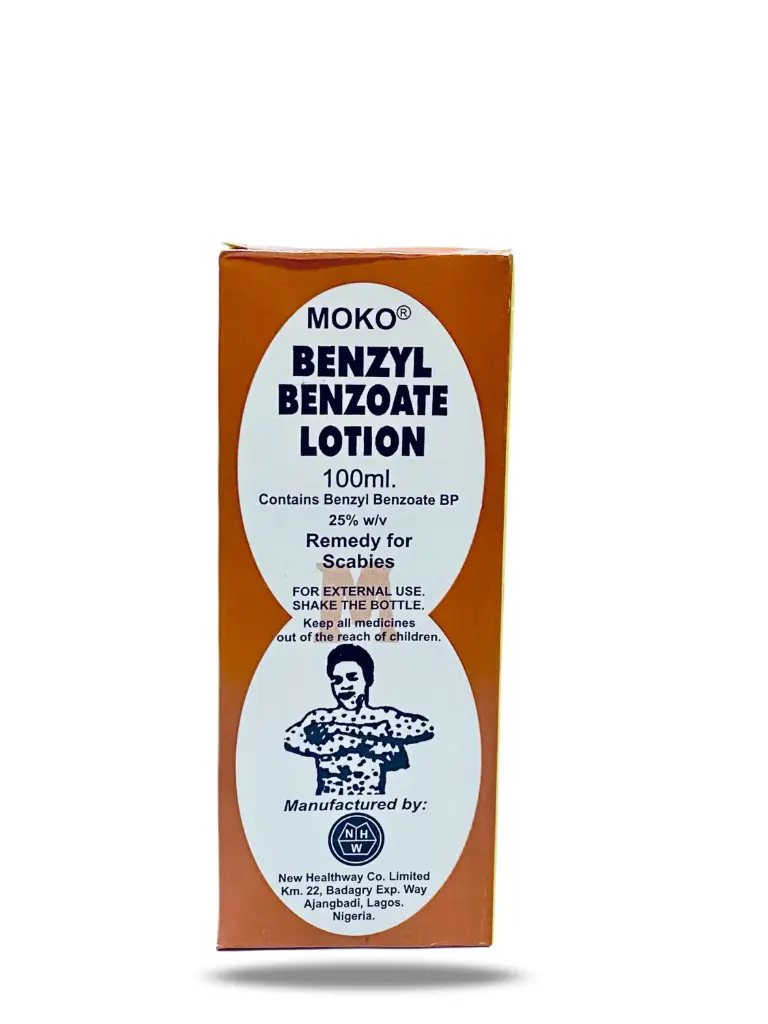 MOKO®
BENZYL
BENZOATE
LOTION
100ml.
Contains Benzyl Benzoate BP
25% w/v
Remedy for
Scabies
M
FOR EXTERNAL USE.
SHAKE THE BOTTLE.
Keep all medicines
out of the reach of children.
Manufactured by:
N H
W
New Healthway Co. Limited
Km. 22, Badagry Exp. Way
Ajangbadi, Lagos.
Nigeria.